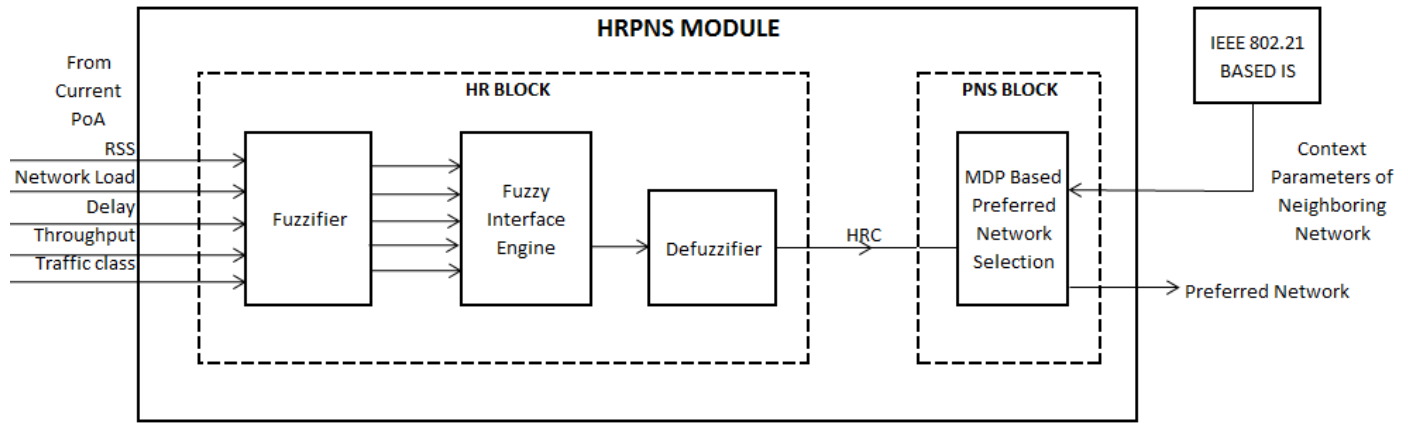 HRPNS MODULE
IEEE 802.21
BASED IS
From
Current
PoA
HR BLOCK
PNS BLOCK
RSS
Network Load
Delay
Throughput
Traffic class
Fuzzifier
Fuzzy
Interface
Engine
Defuzzifier
HRC
MDP Based
Preferred
Network
Selection
Context
Parameters of
Neighboring
Network
Preferred Network